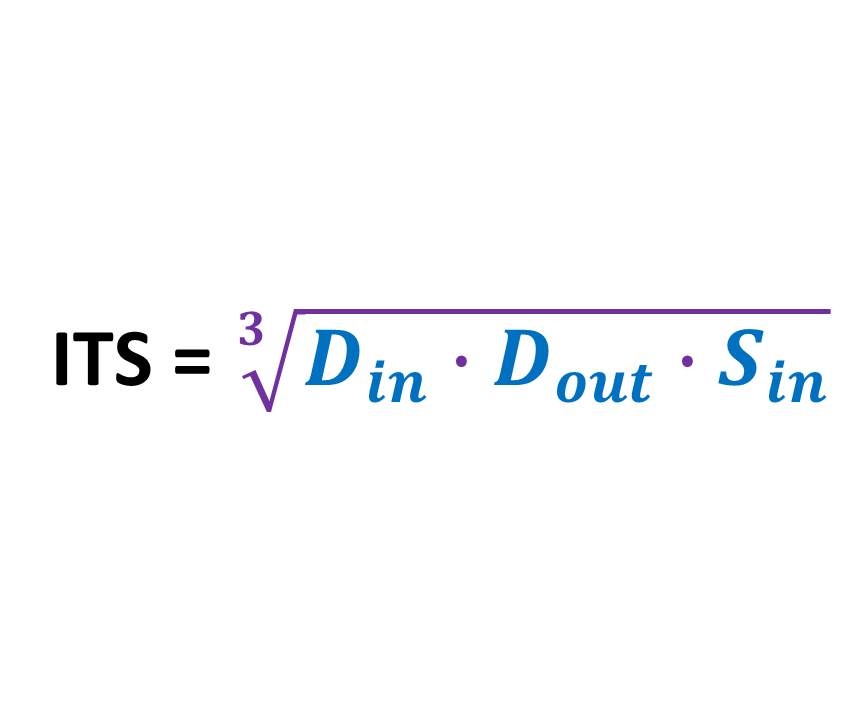 ITS = ∛(D_in · D_out · S_in)